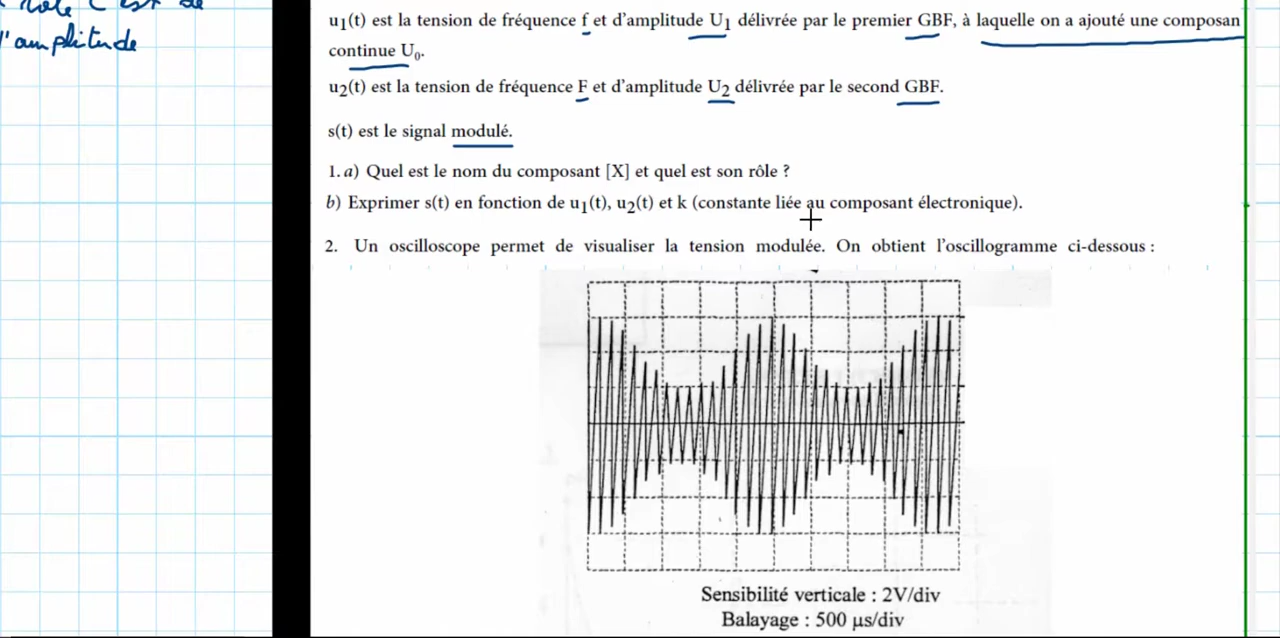 l'amplitude
u1(t) est la tension de fréquence f et d'amplitude U1 délivrée par le premier GBF, à laquelle on a ajouté une composan
continue U0.
u2(t) est la tension de fréquence F et d'amplitude U2 délivrée par le second GBF.
s(t) est le signal modulé.
1. a) Quel est le nom du composant [X] et quel est son rôle ?
b) Exprimer s(t) en fonction de u1(t), u2(t) et k (constante liée au composant électronique).
2. Un oscilloscope permet de visualiser la tension modulée. On obtient l'oscillogramme ci-dessous :
Sensibilité verticale : 2V/div
Balayage : 500 μs/div